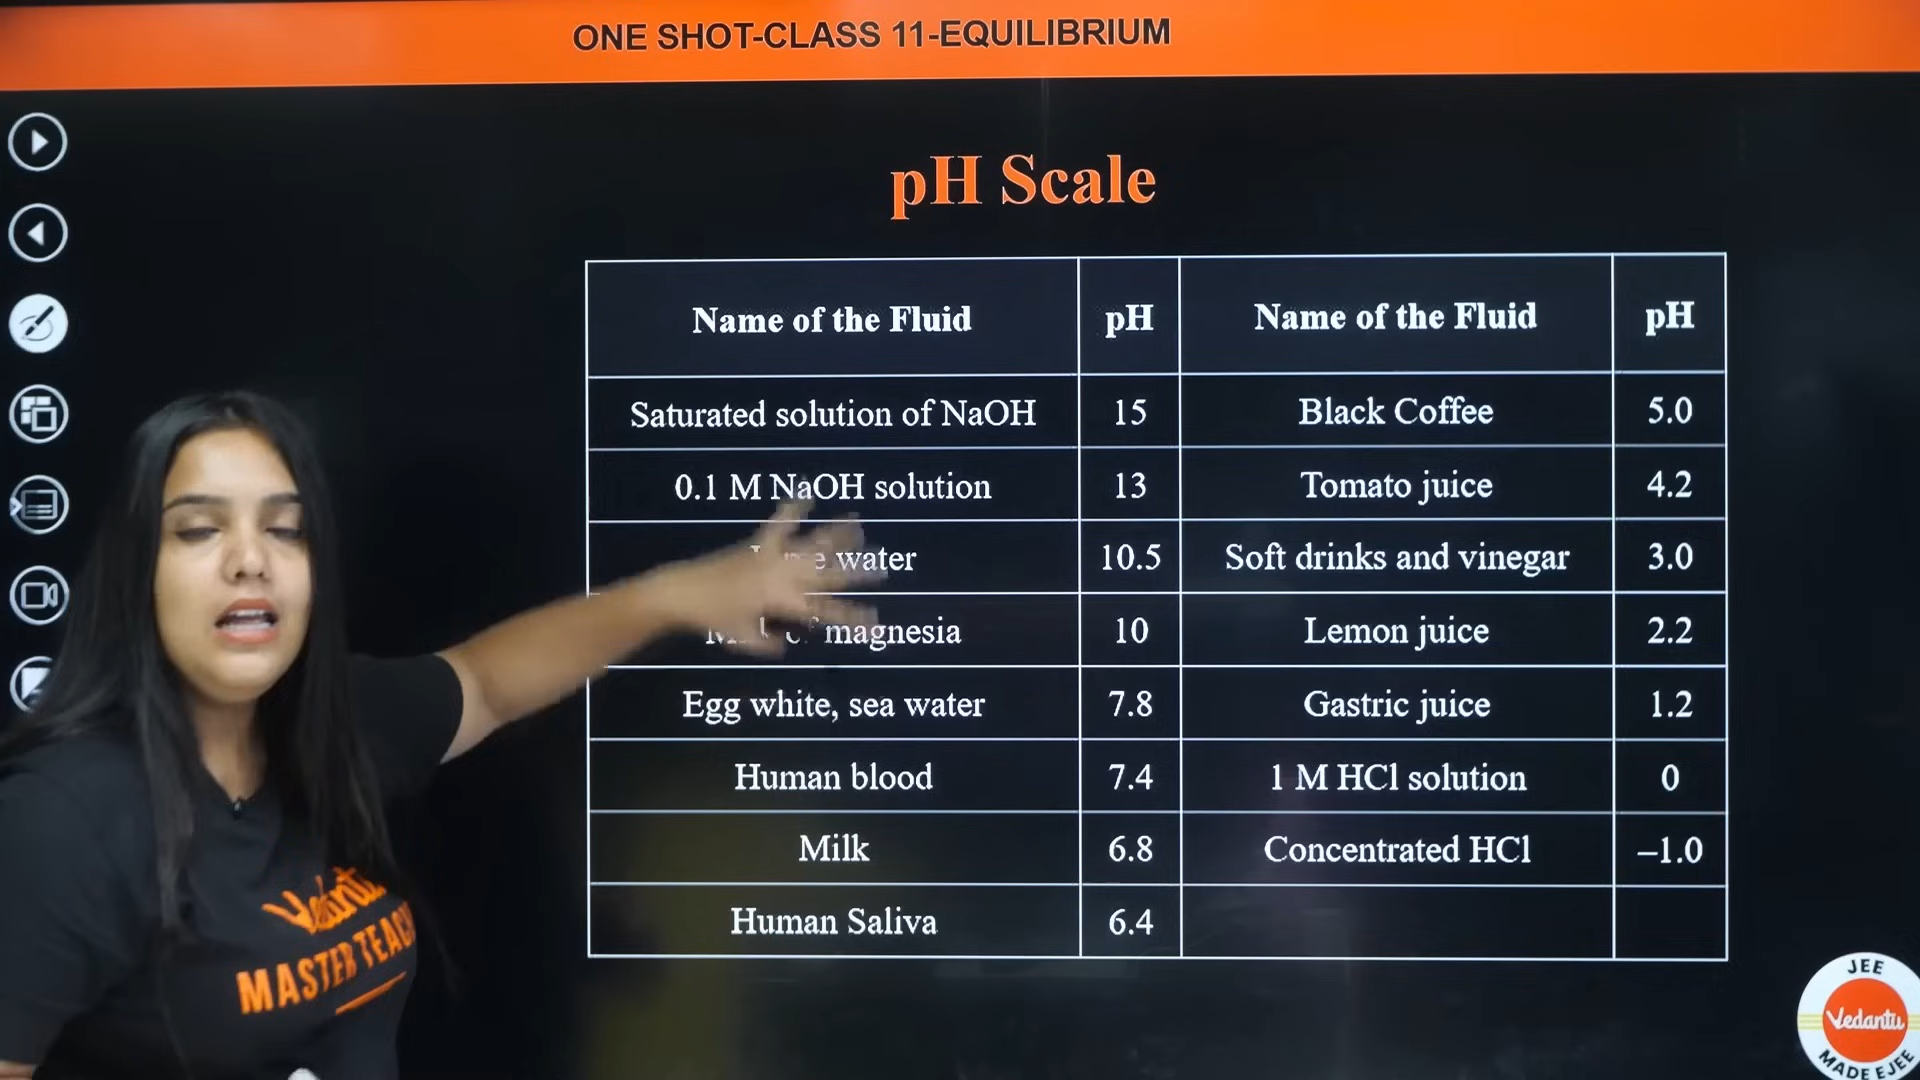 ONE SHOT-CLASS 11-EQUILIBRIUM
pH Scale
Name of the Fluid pH Name of the Fluid pH
Saturated solution of NaOH 15 Black Coffee 5.0
0.1 M NaOH solution 13 Tomato juice 4.2
water 10.5 Soft drinks and vinegar 3.0
of magnesia 10 Lemon juice 2.2
Egg white, sea water 7.8 Gastric juice 1.2
Human blood 7.4 1 M HCl solution 0
Milk 6.8 Concentrated HCl –1.0
Human Saliva 6.4
Vedantu
MASTER TEACH
JEE
Vedantu
MADE EJEE